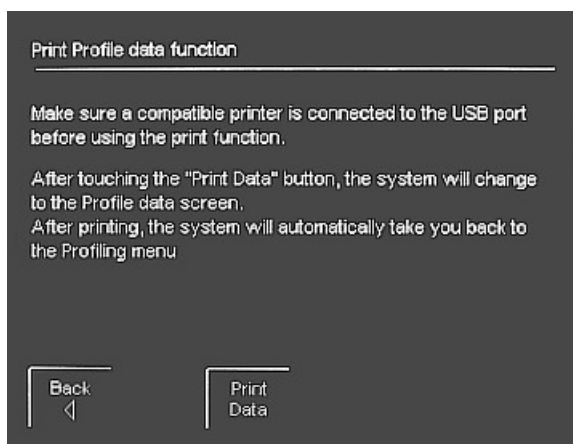 Print Profile data function
Make sure a compatible printer is connected to the USB port
before using the print function.
After touching the "Print Data" button, the system will change
to the Profile data screen.
After printing, the system will automatically take you back to
the Profiling menu
Back
Print
Data